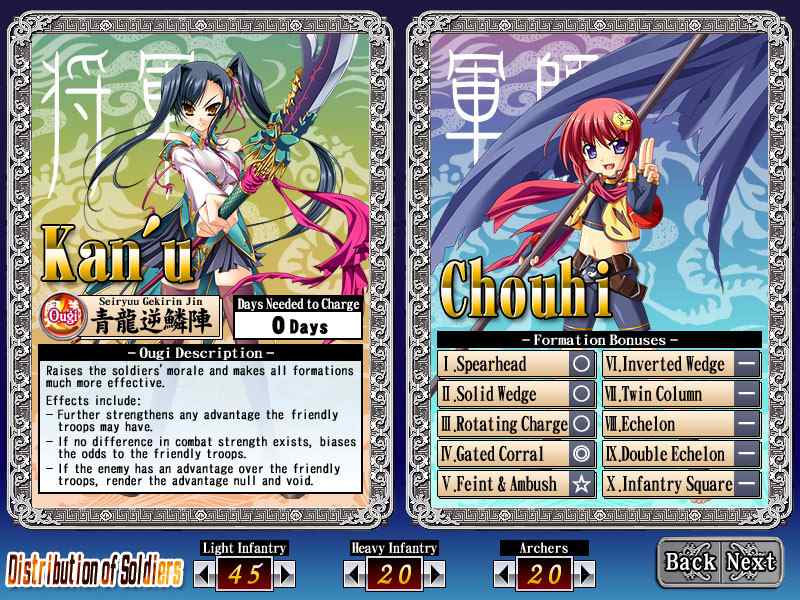 将軍
Kan'u
Ougi
Seiryuu Gekirin Jin
青龍逆鱗陣
Days Needed to Charge
0 Days
– Ougi Description –
Raises the soldiers' morale and makes all formations
much more effective.
Effects include:
– Further strengthens any advantage the friendly
troops may have.
– If no difference in combat strength exists, biases
the odds to the friendly troops.
– If the enemy has an advantage over the friendly
troops, render the advantage null and void.
軍師
Chouhi
– Formation Bonuses –
Ⅰ.Spearhead ○
Ⅱ.Solid Wedge ○
Ⅲ.Rotating Charge ○
Ⅳ.Gated Corral ◎
Ⅴ.Feint & Ambush ☆
Ⅵ.Inverted Wedge —
Ⅶ.Twin Column —
Ⅷ.Echelon —
Ⅸ.Double Echelon —
Ⅹ.Infantry Square —
Distribution of Soldiers
Light Infantry
45
Heavy Infantry
20
Archers
20
Back Next